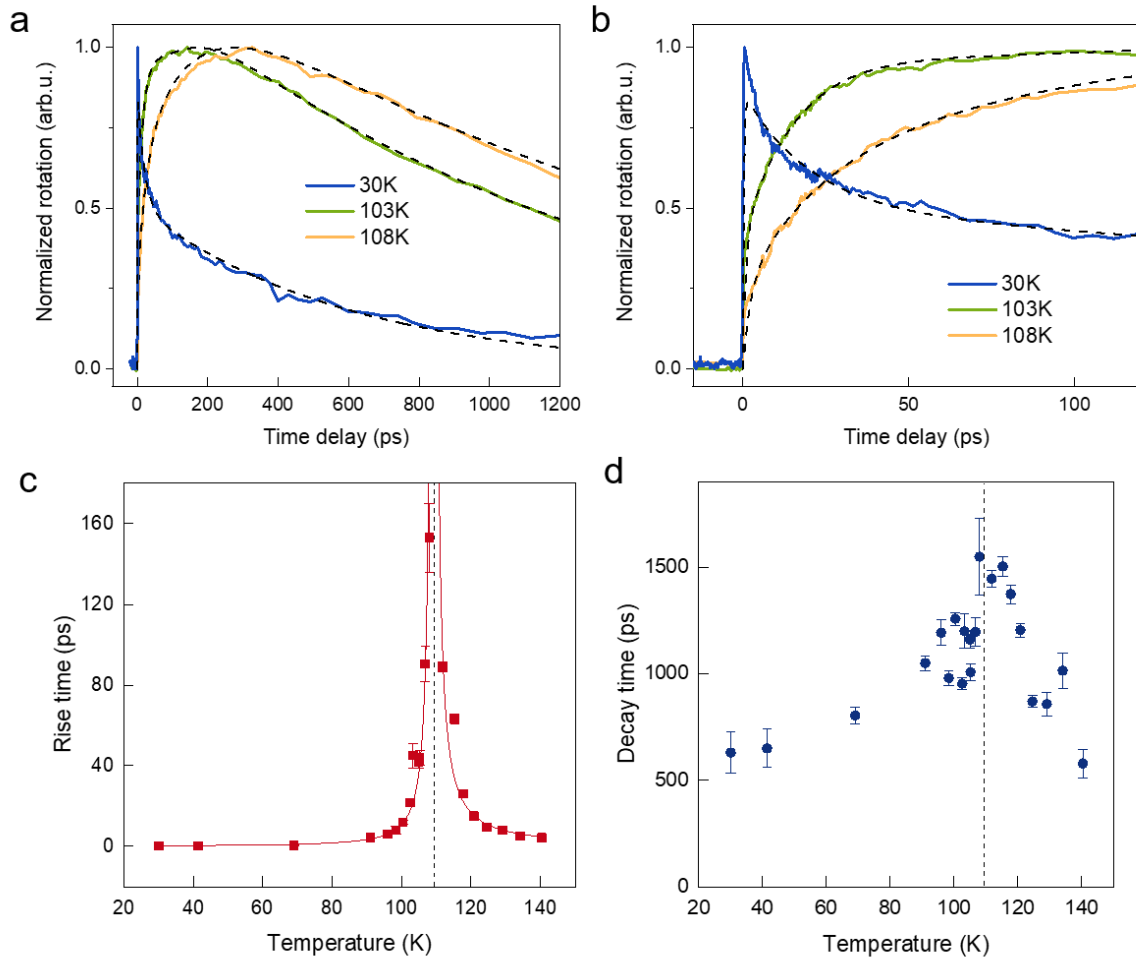 a
Normalized rotation (arb.u.)
1.0
0.5
0.0
30K
103K
108K
0 200 400 600 800 1000 1200
Time delay (ps)
b
Normalized rotation (arb.u.)
1.0
0.5
0.0
30K
103K
108K
0 50 100
Time delay (ps)
c
Rise time (ps)
160
120
80
40
0
20 40 60 80 100 120 140
Temperature (K)
d
Decay time (ps)
1500
1000
500
0
20 40 60 80 100 120 140
Temperature (K)